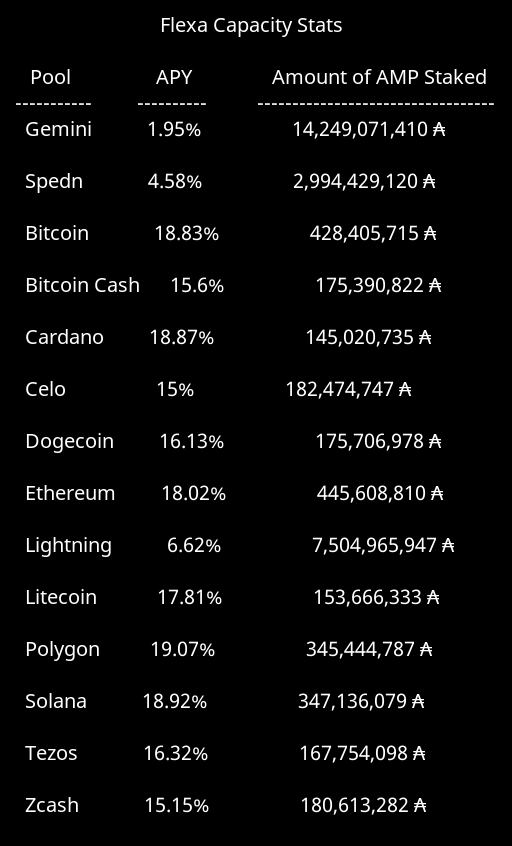 Flexa Capacity Stats
Pool APY Amount of AMP Staked
----------- ---------- ----------------------------------
Gemini 1.95% 14,249,071,410 ₳
Spedn 4.58% 2,994,429,120 ₳
Bitcoin 18.83% 428,405,715 ₳
Bitcoin Cash 15.6% 175,390,822 ₳
Cardano 18.87% 145,020,735 ₳
Celo 15% 182,474,747 ₳
Dogecoin 16.13% 175,706,978 ₳
Ethereum 18.02% 445,608,810 ₳
Lightning 6.62% 7,504,965,947 ₳
Litecoin 17.81% 153,666,333 ₳
Polygon 19.07% 345,444,787 ₳
Solana 18.92% 347,136,079 ₳
Tezos 16.32% 167,754,098 ₳
Zcash 15.15% 180,613,282 ₳